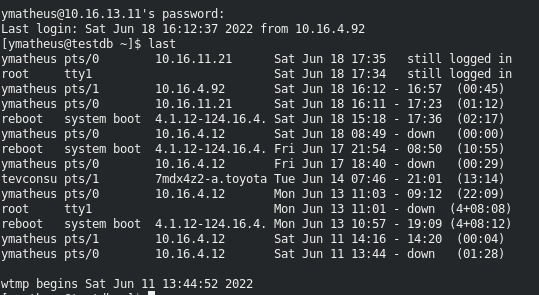 ymatheus@10.16.13.11's password:
Last login: Sat Jun 18 16:12:37 2022 from 10.16.4.92
[ymatheus@testdb ~]$ last
ymatheus pts/0        10.16.11.21      Sat Jun 18 17:35   still logged in
root     tty1                          Sat Jun 18 17:34   still logged in
ymatheus pts/1        10.16.4.92       Sat Jun 18 16:12 - 16:57  (00:45)
ymatheus pts/0        10.16.11.21      Sat Jun 18 16:11 - 17:23  (01:12)
reboot   system boot  4.1.12-124.16.4. Sat Jun 18 15:18 - 17:36  (02:17)
ymatheus pts/0        10.16.4.12       Sat Jun 18 08:49 - down   (00:00)
reboot   system boot  4.1.12-124.16.4. Fri Jun 17 21:54 - 08:50  (10:55)
ymatheus pts/0        10.16.4.12       Fri Jun 17 18:40 - down   (00:29)
tevconsu pts/1        7mdx4z2-a.toyota Tue Jun 14 07:46 - 21:01  (13:14)
ymatheus pts/0        10.16.4.12       Mon Jun 13 11:03 - 09:12  (22:09)
root     tty1                          Mon Jun 13 11:01 - down  (4+08:08)
reboot   system boot  4.1.12-124.16.4. Mon Jun 13 10:57 - 19:09 (4+08:12)
ymatheus pts/1        10.16.4.12       Sat Jun 11 14:16 - 14:20  (00:04)
ymatheus pts/0        10.16.4.12       Sat Jun 11 13:44 - down   (01:28)
wtmp begins Sat Jun 11 13:44:52 2022